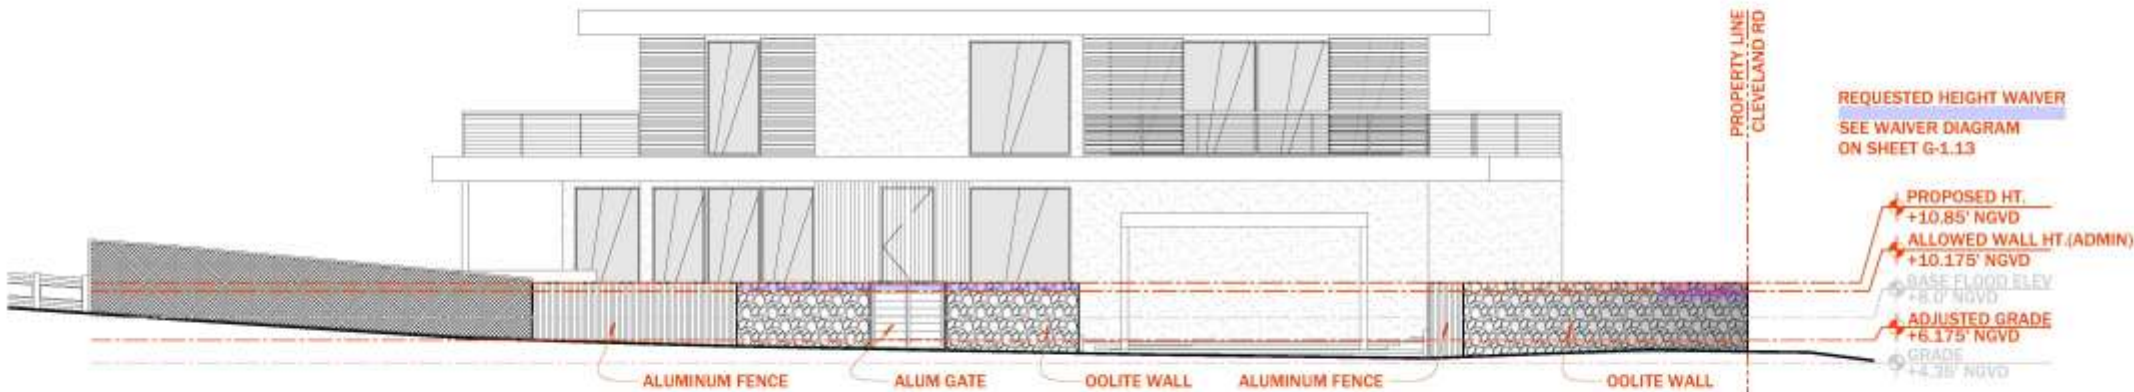 PROPERTY LINE
CLEVELAND RD
REQUESTED HEIGHT WAIVER
SEE WAIVER DIAGRAM
ON SHEET G-1.13
PROPOSED HT.
+10.85' NGVD
ALLOWED WALL HT.(ADMIN)
+10.175' NGVD
BASE FLOOD ELEV
+8.0' NGVD
ADJUSTED GRADE
+6.175' NGVD
GRADE
NGVD
ALUMINUM FENCE
ALUM GATE
OOLITE WALL
ALUMINUM FENCE
OOLITE WALL